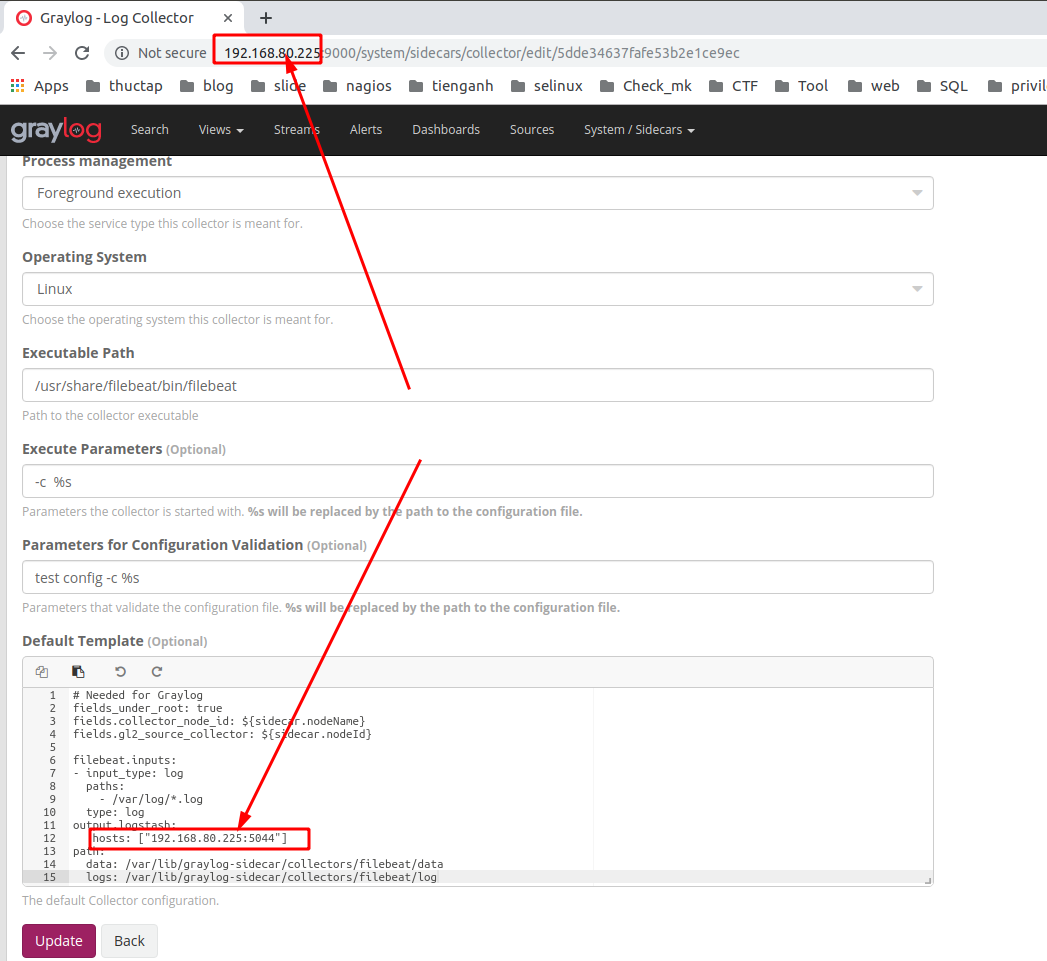 Graylog - Log Collector
Not secure 192.168.80.225:9000/system/sidecars/collector/edit/5dde34637fafe53b2e1ce9ec
Apps thuctap blog slide nagios tienganh selinux Check_mk CTF Tool web SQL privil
graylog Search Views Streams Alerts Dashboards Sources System / Sidecars
Process management
Foreground execution
Choose the service type this collector is meant for.
Operating System
Linux
Choose the operating system this collector is meant for.
Executable Path
/usr/share/filebeat/bin/filebeat
Path to the collector executable
Execute Parameters (Optional)
-c  %s
Parameters the collector is started with. %s will be replaced by the path to the configuration file.
Parameters for Configuration Validation (Optional)
test config -c %s
Parameters that validate the configuration file. %s will be replaced by the path to the configuration file.
Default Template (Optional)
1 # Needed for Graylog
2 fields_under_root: true
3 fields.collector_node_id: ${sidecar.nodeName}
4 fields.gl2_source_collector: ${sidecar.nodeId}
5
6 filebeat.inputs:
7 - input_type: log
8   paths:
9     - /var/log/*.log
10   type: log
11 output.logstash:
12   hosts: ["192.168.80.225:5044"]
13 path:
14   data: /var/lib/graylog-sidecar/collectors/filebeat/data
15   logs: /var/lib/graylog-sidecar/collectors/filebeat/log
The default Collector configuration.
Update Back